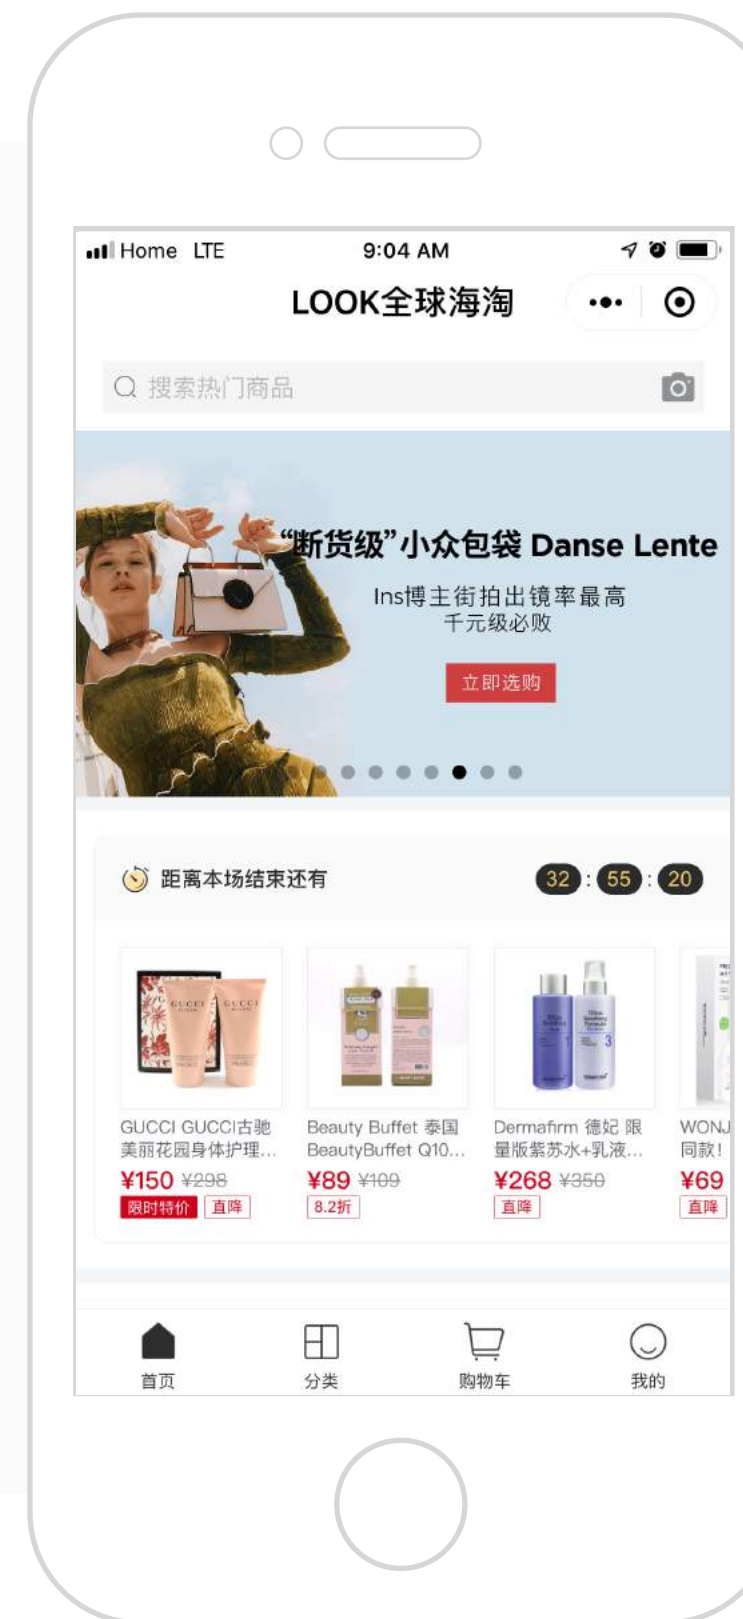 Home LTE 9:04 AM
LOOK全球海淘
搜索热门商品
“断货级”小众包袋 Danse Lente
Ins博主街拍出镜率最高
千元级必败
立即选购
距离本场结束还有 32 : 55 : 20
GUCCI GUCCI
GUCCI GUCCI古驰
美丽花园身体护理...
¥150 ¥298
限时特价 直降
Beauty Buffet 泰国
BeautyBuffet Q10...
¥89 ¥109
8.2折
1 3
Dermafirm 德妃 限
量版紫苏水+乳液...
¥268 ¥350
直降
WONJ
同款!
¥69
直降
首页 分类 购物车 我的